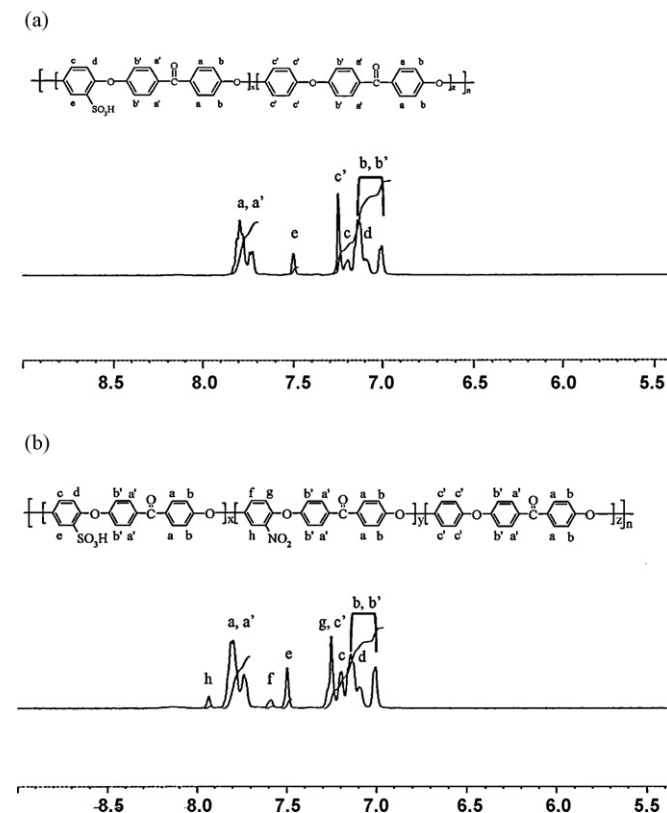 (a)
c d b' a' O a b c' c' b' a' O a b
O C O O C O
e SO₃H b' a' a b x c' c' b' a' a b z n
b, b'
c'
a, a'
e c d
8.5 8.0 7.5 7.0 6.5 6.0 5.5
(b)
c d b' a' O a b f g b' a' O a b c' c' b' a' O a b
O C O O C O O C O
e SO₃H b' a' a b x h NO₂ b' a' a b y c' c' b' a' a b z n
b, b'
a, a' g, c'
h f e c d
8.5 8.0 7.5 7.0 6.5 6.0 5.5